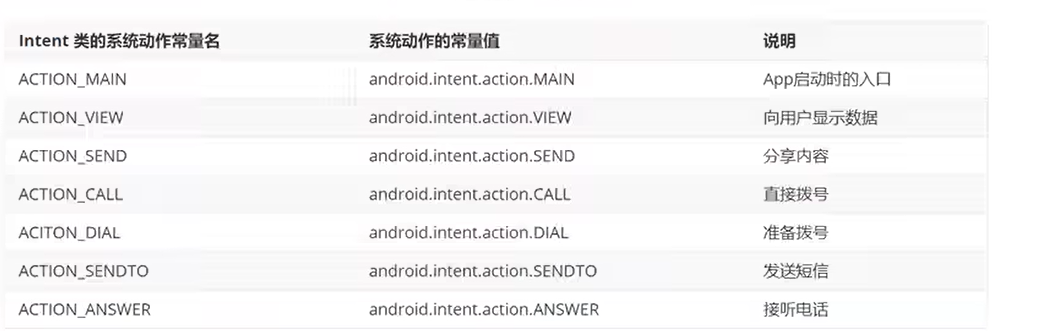 Intent 类的系统动作常量名 系统动作的常量值 说明
ACTION_MAIN android.intent.action.MAIN App启动时的入口
ACTION_VIEW android.intent.action.VIEW 向用户显示数据
ACTION_SEND android.intent.action.SEND 分享内容
ACTION_CALL android.intent.action.CALL 直接拨号
ACITON_DIAL android.intent.action.DIAL 准备拨号
ACTION_SENDTO android.intent.action.SENDTO 发送短信
ACTION_ANSWER android.intent.action.ANSWER 接听电话